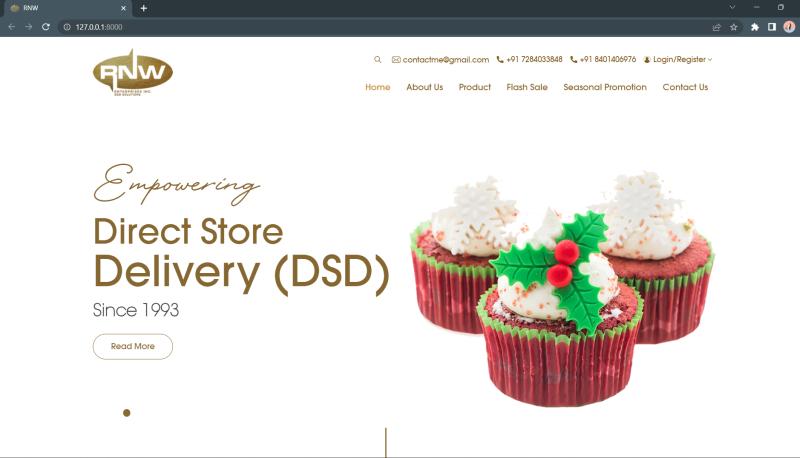 RNW
127.0.0.1:8000
RNW
ENTERPRISES INC.
DSD SOLUTIONS
contactme@gmail.com +91 7284033848 +91 8401406976 Login/Register
Home About Us Product Flash Sale Seasonal Promotion Contact Us
Empowering
Direct Store
Delivery (DSD)
Since 1993
Read More